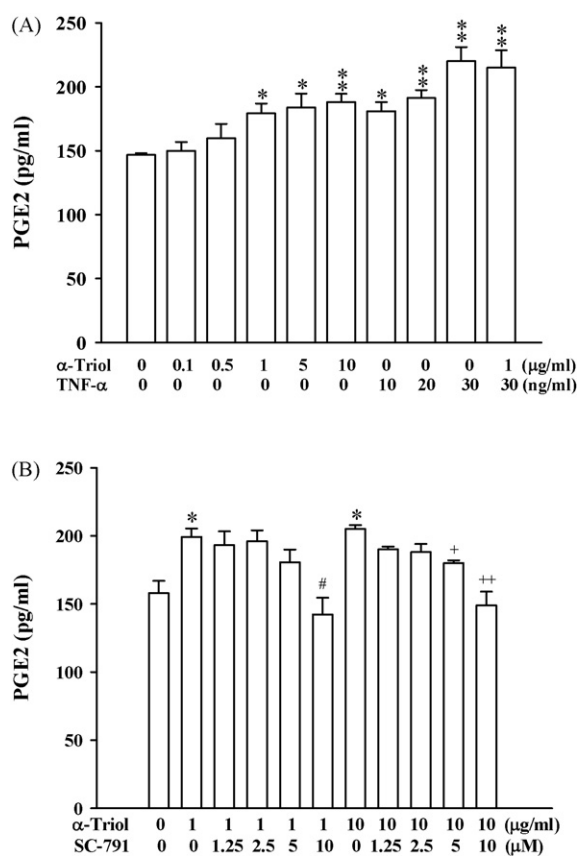 (A)
250
200
150
100
50
0
PGE2 (pg/ml)
* * ** * ** ** **
α-Triol 0 0.1 0.5 1 5 10 0 0 0 1 (μg/ml)
TNF-α 0 0 0 0 0 0 10 20 30 30 (ng/ml)
(B)
250
200
150
100
50
0
PGE2 (pg/ml)
* # * + ++
α-Triol 0 1 1 1 1 1 10 10 10 10 10 (μg/ml)
SC-791 0 0 1.25 2.5 5 10 0 1.25 2.5 5 10 (μM)